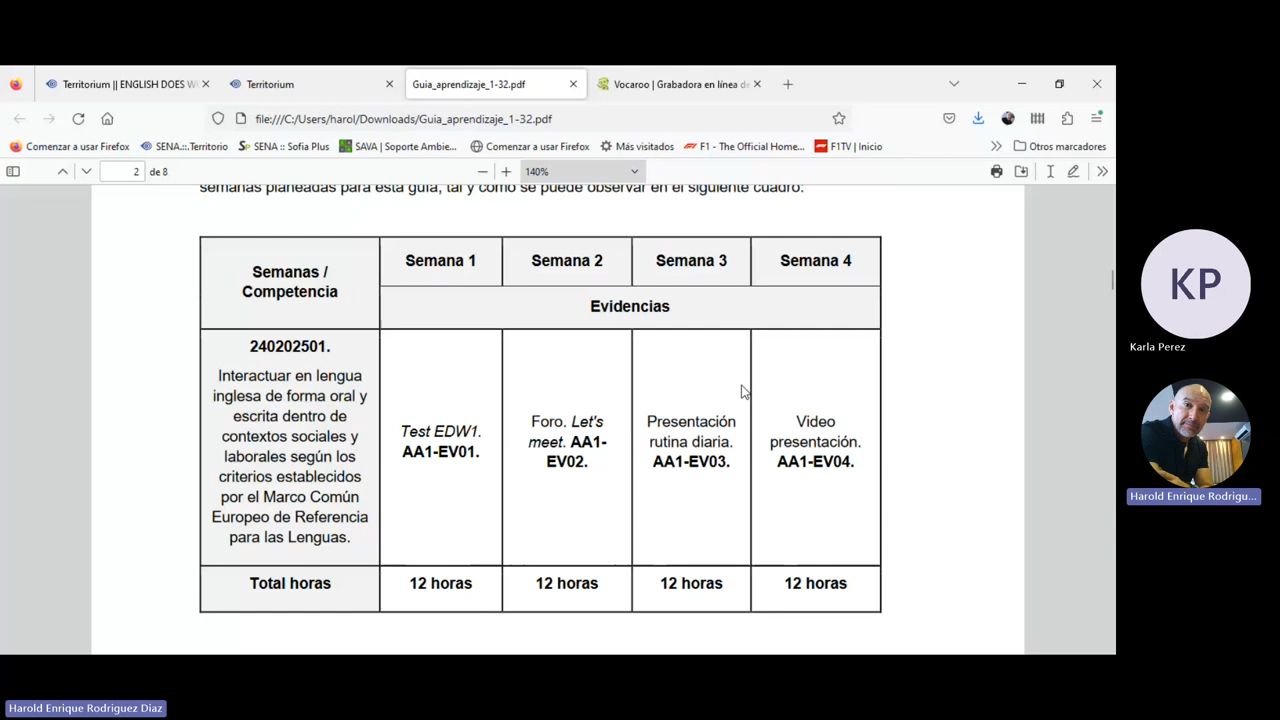 Territorium || ENGLISH DOES W
Territorium
Guia_aprendizaje_1-32.pdf
Vocaroo | Grabadora en línea de
file:///C:/Users/harol/Downloads/Guia_aprendizaje_1-32.pdf
Comenzar a usar Firefox
SENA.::.Territorio
SENA :: Sofia Plus
SAVA | Soporte Ambie...
Comenzar a usar Firefox
Más visitados
F1 - The Official Home...
F1TV | Inicio
Otros marcadores
2 de 8
140%
semanas planeadas para esta guía, tal y como se puede observar en el siguiente cuadro:
Semanas /
Competencia
Semana 1
Semana 2
Semana 3
Semana 4
Evidencias
240202501.
Interactuar en lengua
inglesa de forma oral y
escrita dentro de
contextos sociales y
laborales según los
criterios establecidos
por el Marco Común
Europeo de Referencia
para las Lenguas.
Test EDW1.
AA1-EV01.
Foro. Let's
meet. AA1-
EV02.
Presentación
rutina diaria.
AA1-EV03.
Video
presentación.
AA1-EV04.
Total horas
12 horas
12 horas
12 horas
12 horas
KP
Karla Perez
Harold Enrique Rodrigu...
Harold Enrique Rodriguez Diaz